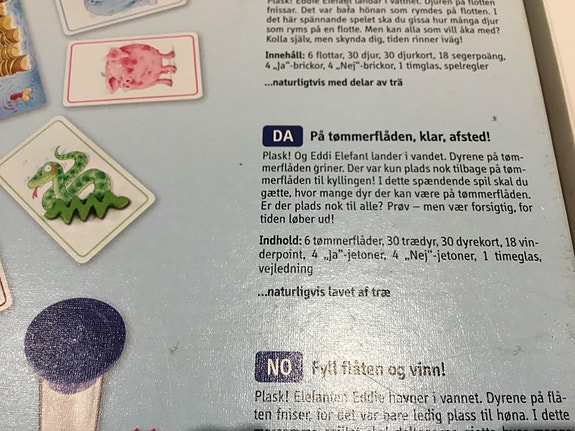 Plask! Eddie Elefant landar i vattnet. Djuren på flotten
fnissar. Det var bara hönan som rymdes på flotten. I
det här spännande spelet ska du gissa hur många djur
som ryms på en flotte. Men kan alla som vill åka med?
Kolla själv, men skynda dig, tiden rinner iväg!
Innehåll: 6 flottar, 30 djur, 30 djurkort, 18 segerpoäng,
4 „Ja"-brickor, 4 „Nej"-brickor, 1 timglas, spelregler
...naturligtvis med delar av trä
DA På tømmerflåden, klar, afsted!
Plask! Og Eddi Elefant lander i vandet. Dyrene på tøm-
merflåden griner. Der var kun plads nok tilbage på tøm-
merflåden til kyllingen! I dette spændende spil skal du
gætte, hvor mange dyr der kan være på tømmerflåden.
Er der plads nok til alle? Prøv – men vær forsigtig, for
tiden løber ud!
Indhold: 6 tømmerflåder, 30 trædyr, 30 dyrekort, 18 vin-
derpoint, 4 „Ja"-jetoner, 4 „Nej"-jetoner, 1 timeglas,
vejledning
...naturligvis lavet af træ
NO Fyll flåten og vinn!
Plask! Elefanten Eddie havner i vannet. Dyrene på flå-
ten fniser, for det var bare ledig plass til høna. I dette